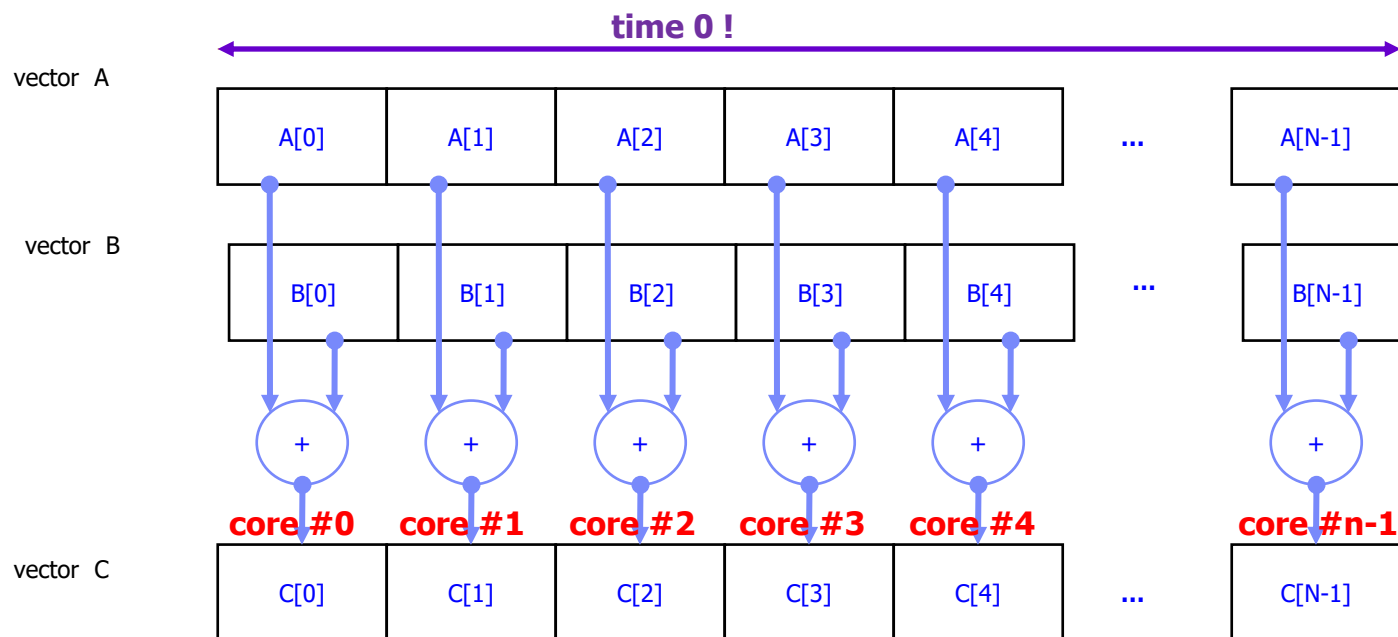 time 0 !
vector A
A[0] A[1] A[2] A[3] A[4] ... A[N-1]
vector B
B[0] B[1] B[2] B[3] B[4] ... B[N-1]
+ + + + + +
core #0 core #1 core #2 core #3 core #4 core #n-1
vector C
C[0] C[1] C[2] C[3] C[4] ... C[N-1]